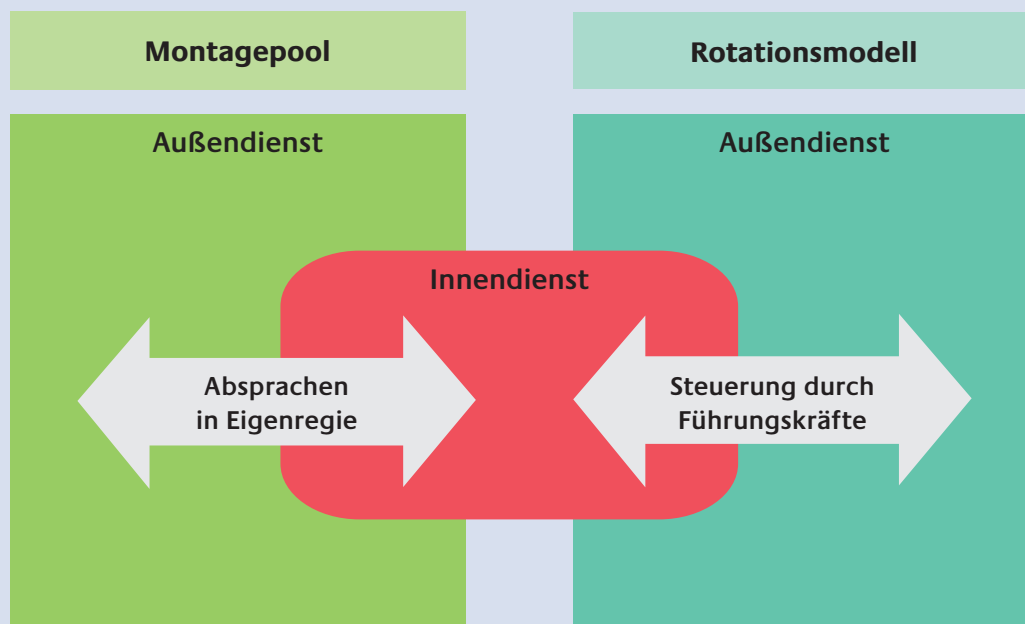 Montagepool
Rotationsmodell
Außendienst
Außendienst
Innendienst
Absprachen
in Eigenregie
Steuerung durch
Führungskräfte